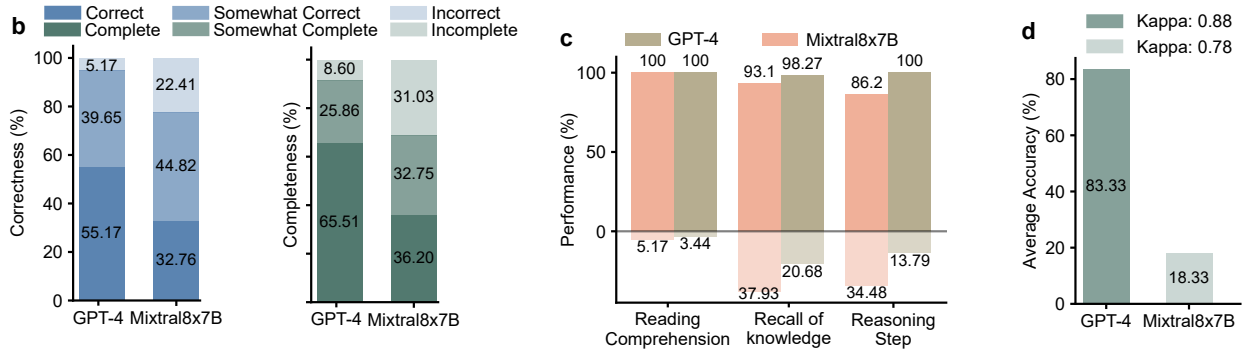 b
Correct
Somewhat Correct
Incorrect
Complete
Somewhat Complete
Incomplete
Correctness (%)
100
80
60
40
20
0
5.17
39.65
55.17
22.41
44.82
32.76
GPT-4
Mixtral8x7B
Completeness (%)
8.60
25.86
65.51
31.03
32.75
36.20
GPT-4
Mixtral8x7B
c
GPT-4
Mixtral8x7B
Performance (%)
100
50
0
100
100
93.1
98.27
86.2
100
5.17
3.44
37.93
20.68
34.48
13.79
Reading
Comprehension
Recall of
knowledge
Reasoning
Step
d
Kappa: 0.88
Kappa: 0.78
Average Accuracy (%)
80
60
40
20
0
83.33
18.33
GPT-4
Mixtral8x7B